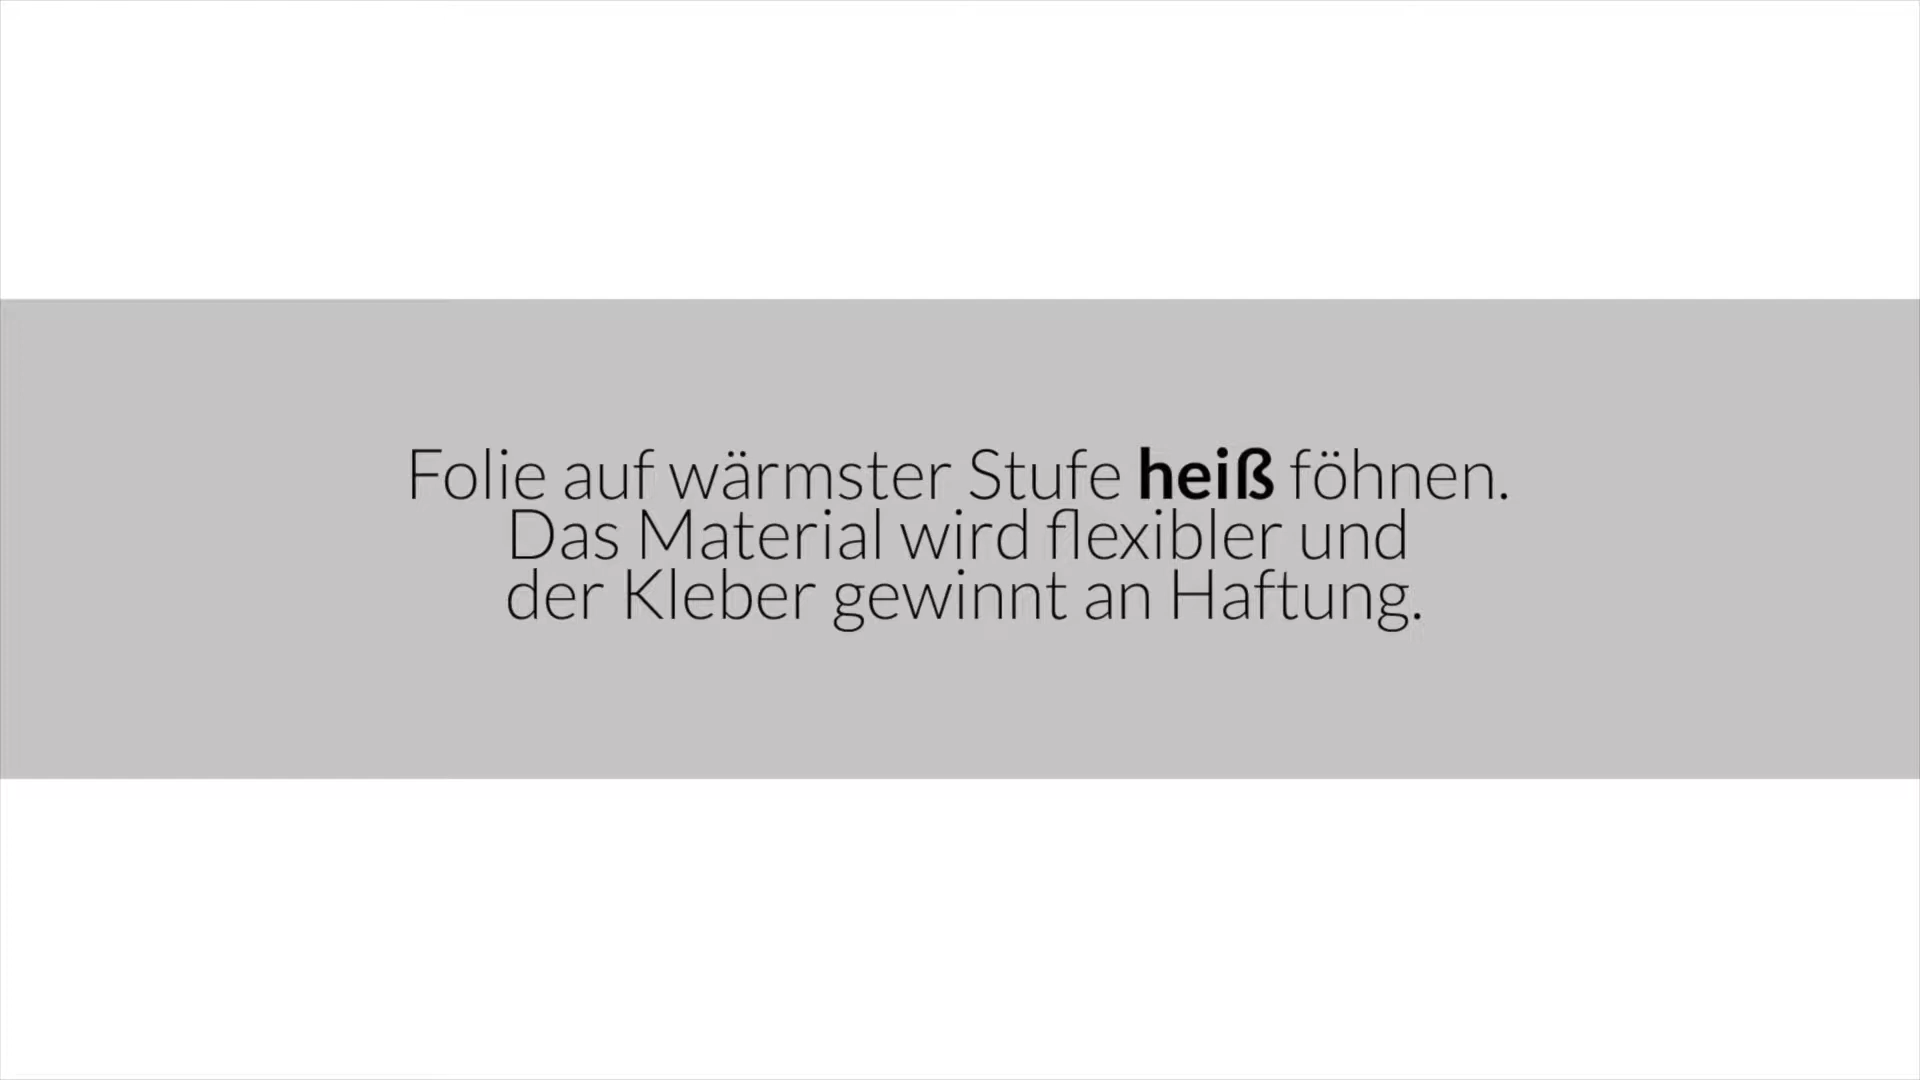 Folie auf wärmster Stufe heiß föhnen.
Das Material wird flexibler und
der Kleber gewinnt an Haftung.